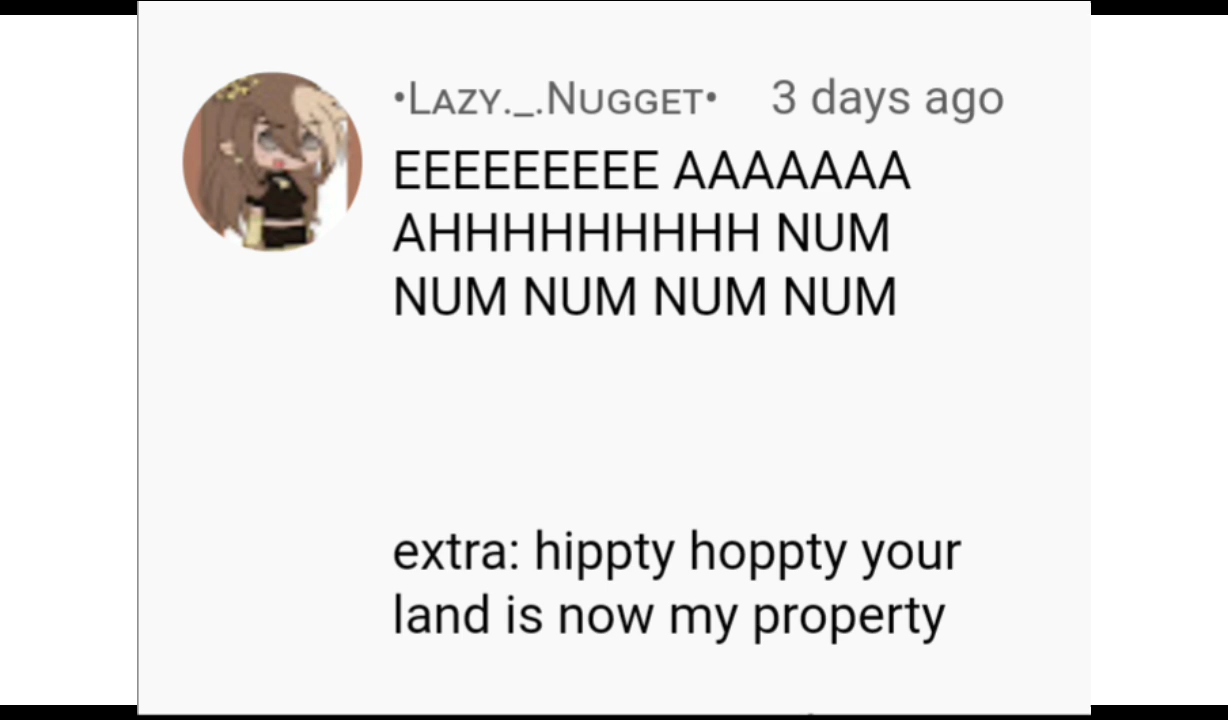 •Lazy._.Nugget• 3 days ago
EEEEEEEEE AAAAAAA
AHHHHHHHHHH NUM
NUM NUM NUM NUM
extra: hippty hoppty your
land is now my property